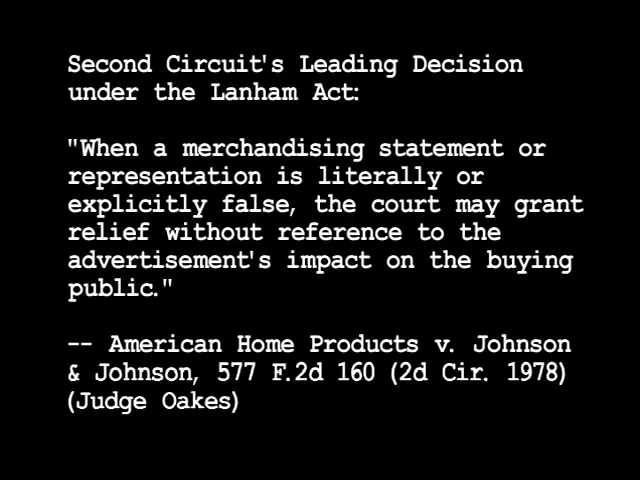 Second Circuit's Leading Decision
under the Lanham Act:
"When a merchandising statement or
representation is literally or
explicitly false, the court may grant
relief without reference to the
advertisement's impact on the buying
public."
-- American Home Products v. Johnson
& Johnson, 577 F.2d 160 (2d Cir. 1978)
(Judge Oakes)